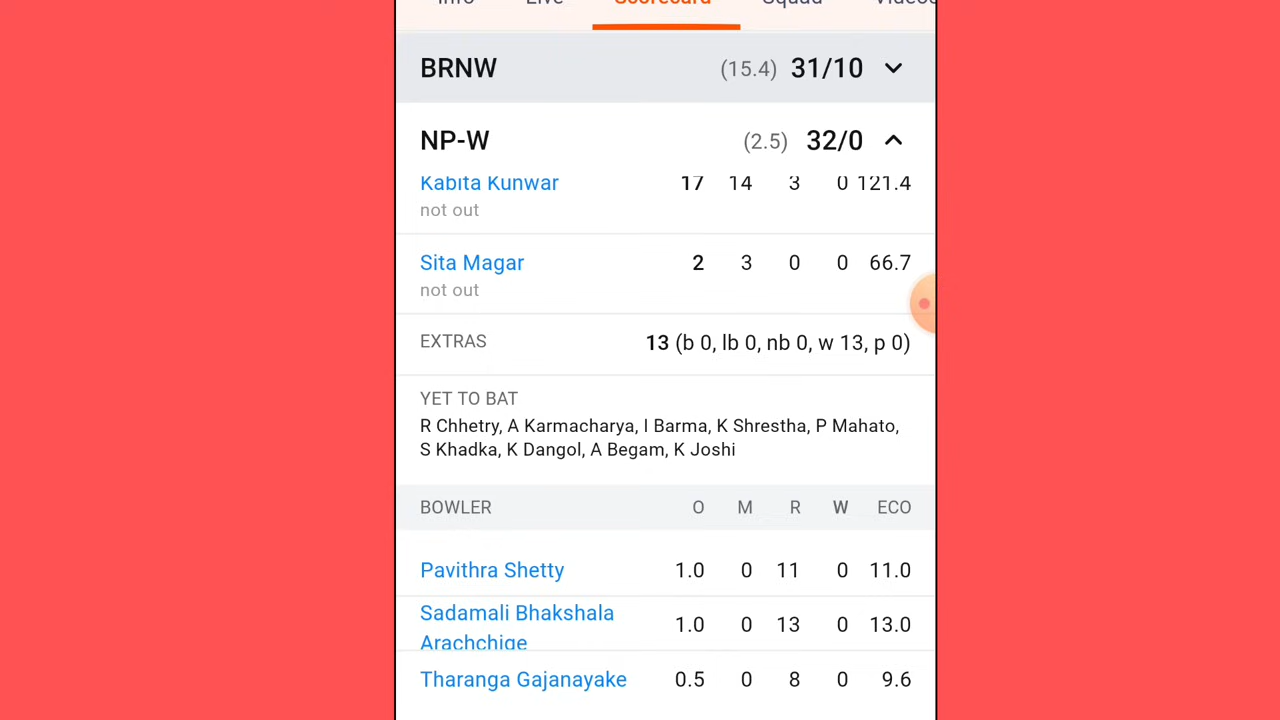 Info Live Scorecard Squad Videos
BRNW (15.4) 31/10
NP-W (2.5) 32/0
Kabita Kunwar 17 14 3 0 121.4
not out
Sita Magar 2 3 0 0 66.7
not out
EXTRAS 13 (b 0, lb 0, nb 0, w 13, p 0)
YET TO BAT
R Chhetry, A Karmacharya, I Barma, K Shrestha, P Mahato,
S Khadka, K Dangol, A Begam, K Joshi
BOWLER O M R W ECO
Pavithra Shetty 1.0 0 11 0 11.0
Sadamali Bhakshala
Arachchige 1.0 0 13 0 13.0
Tharanga Gajanayake 0.5 0 8 0 9.6